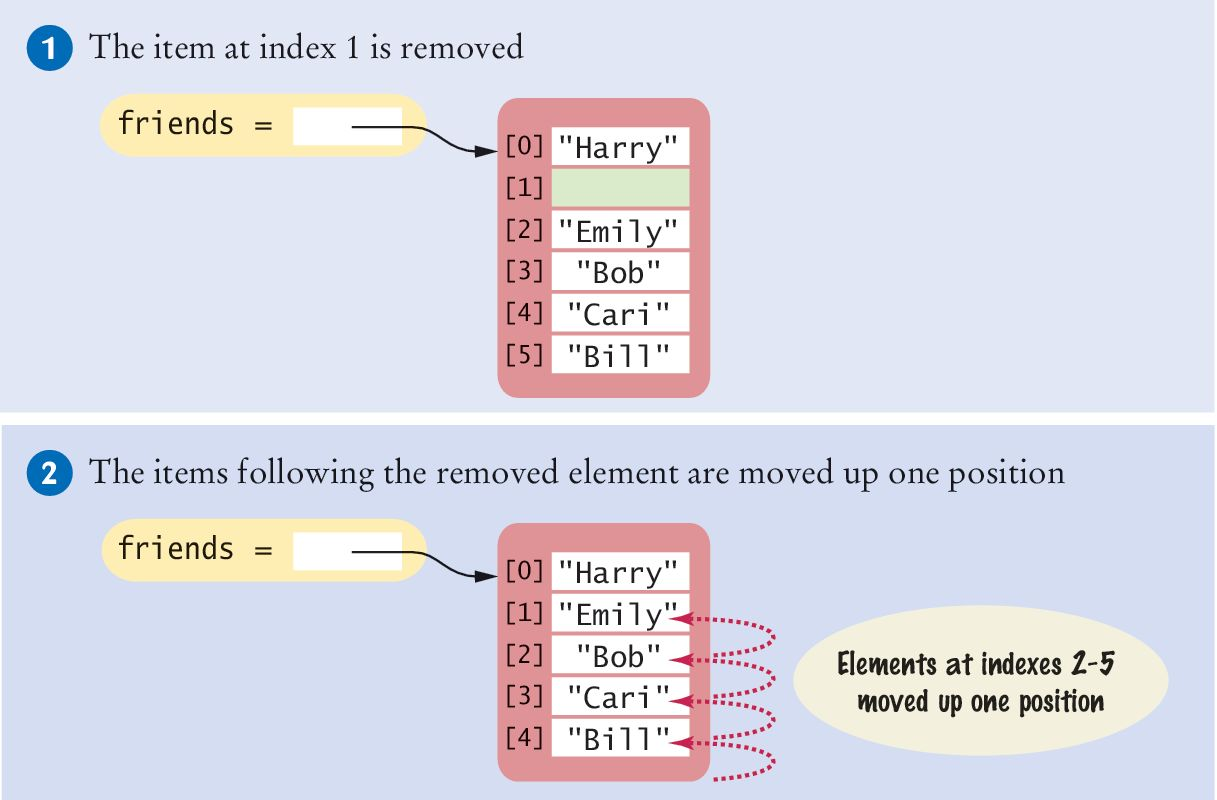 1 The item at index 1 is removed
friends =
[0] "Harry"
[1]
[2] "Emily"
[3] "Bob"
[4] "Cari"
[5] "Bill"
2 The items following the removed element are moved up one position
friends =
[0] "Harry"
[1] "Emily"
[2] "Bob"
[3] "Cari"
[4] "Bill"
Elements at indexes 2-5
moved up one position